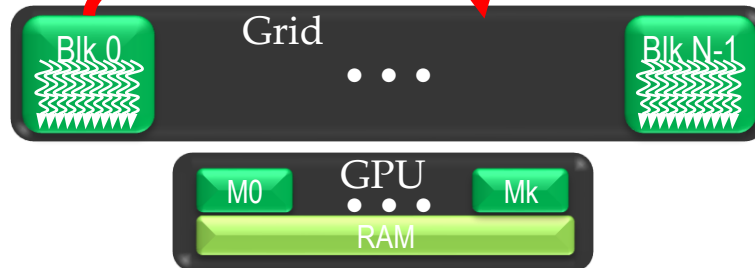 Grid
Blk 0
Blk N-1
• • •
GPU
M0
• • •
Mk
RAM